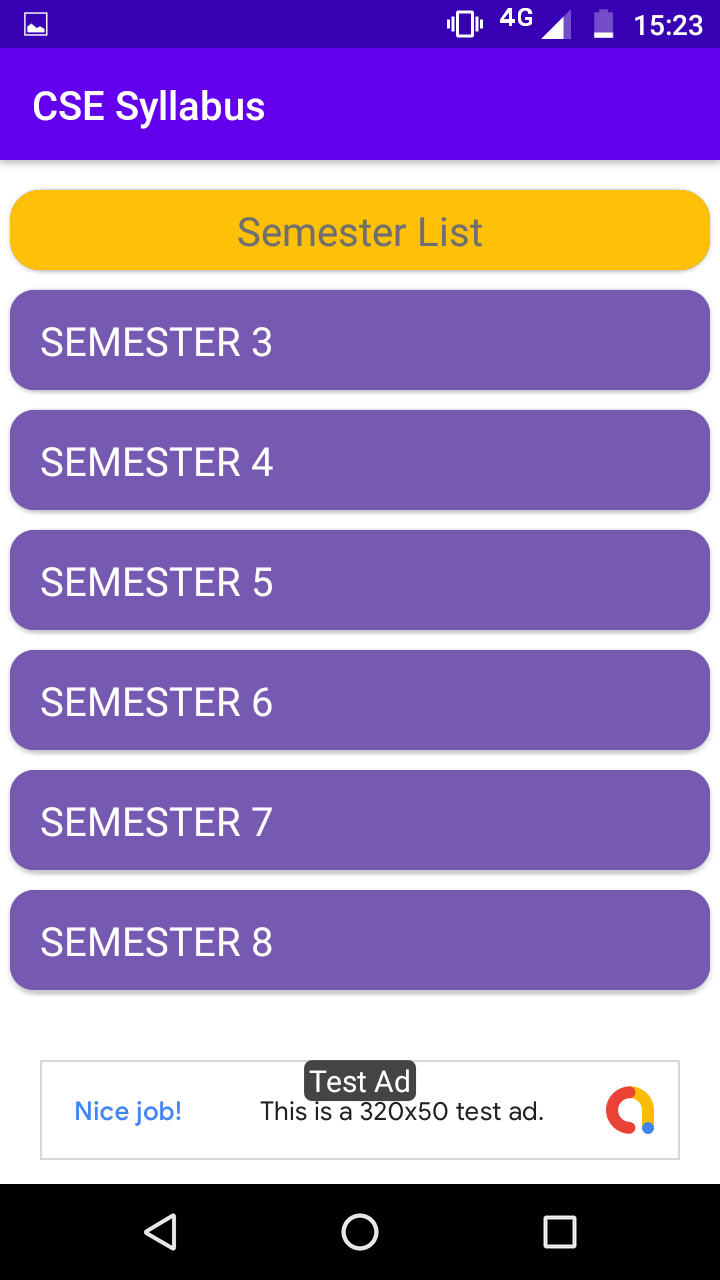 4G 15:23
CSE Syllabus
Semester List
SEMESTER 3
SEMESTER 4
SEMESTER 5
SEMESTER 6
SEMESTER 7
SEMESTER 8
Test Ad
Nice job! This is a 320x50 test ad.